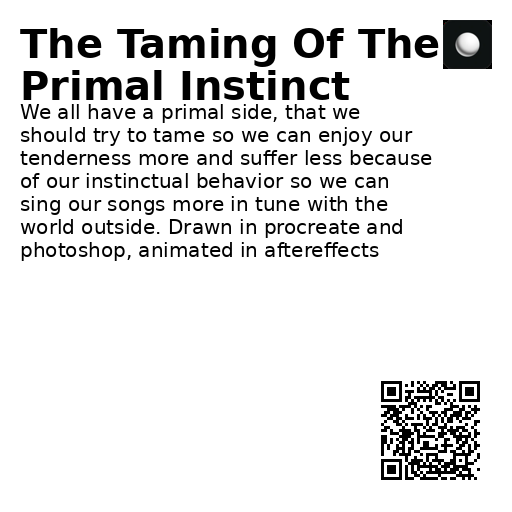 The Taming Of The
Primal Instinct
We all have a primal side, that we
should try to tame so we can enjoy our
tenderness more and suffer less because
of our instinctual behavior so we can
sing our songs more in tune with the
world outside. Drawn in procreate and
photoshop, animated in aftereffects